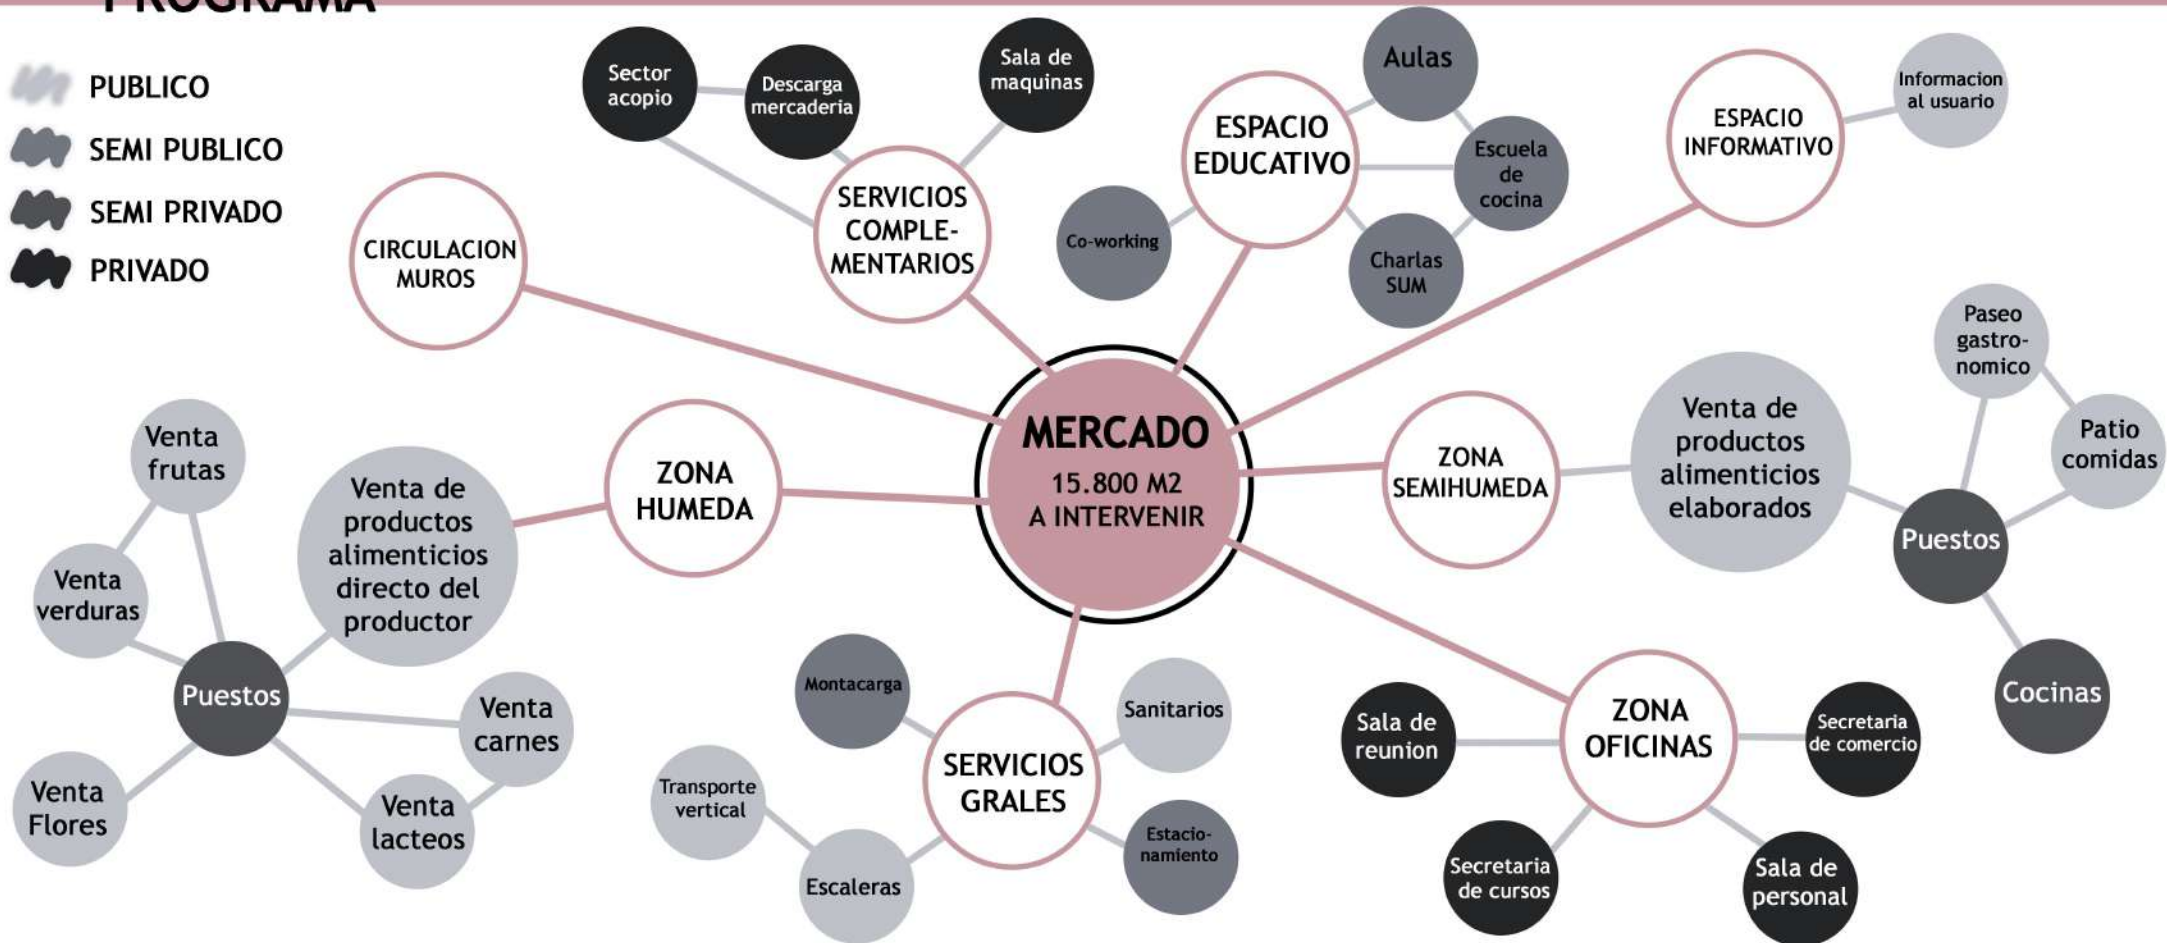 PROGRAMA
PUBLICO
SEMI PUBLICO
SEMI PRIVADO
PRIVADO
Sector
acopio
Descarga
mercaderia
Sala de
maquinas
CIRCULACION
MUROS
SERVICIOS
COMPLE-
MENTARIOS
ESPACIO
EDUCATIVO
Aulas
Escuela
de
cocina
Co-working
Charlas
SUM
ESPACIO
INFORMATIVO
Informacion
al usuario
MERCADO
15.800 M2
A INTERVENIR
ZONA
HUMEDA
Venta de
productos
alimenticios
directo del
productor
Venta
frutas
Venta
verduras
Puestos
Venta
Flores
Venta
carnes
Venta
lacteos
ZONA
SEMIHUMEDA
Venta de
productos
alimenticios
elaborados
Paseo
gastro-
nomico
Patio
comidas
Puestos
Cocinas
SERVICIOS
GRALES
Montacarga
Sanitarios
Transporte
vertical
Escaleras
Estacio-
namiento
ZONA
OFICINAS
Sala de
reunion
Secretaria
de comercio
Secretaria
de cursos
Sala de
personal